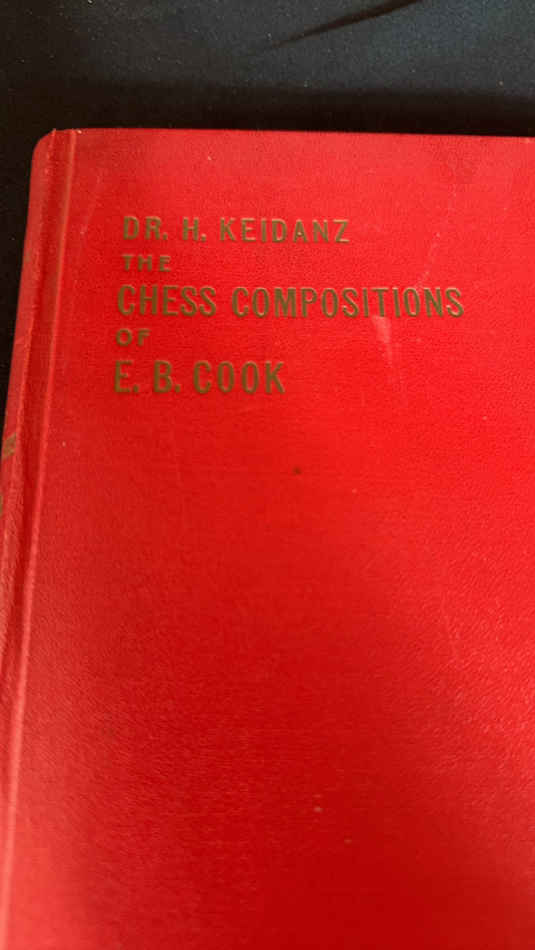 DR. H. KEIDANZ
THE
CHESS COMPOSITIONS
OF
E. B. COOK